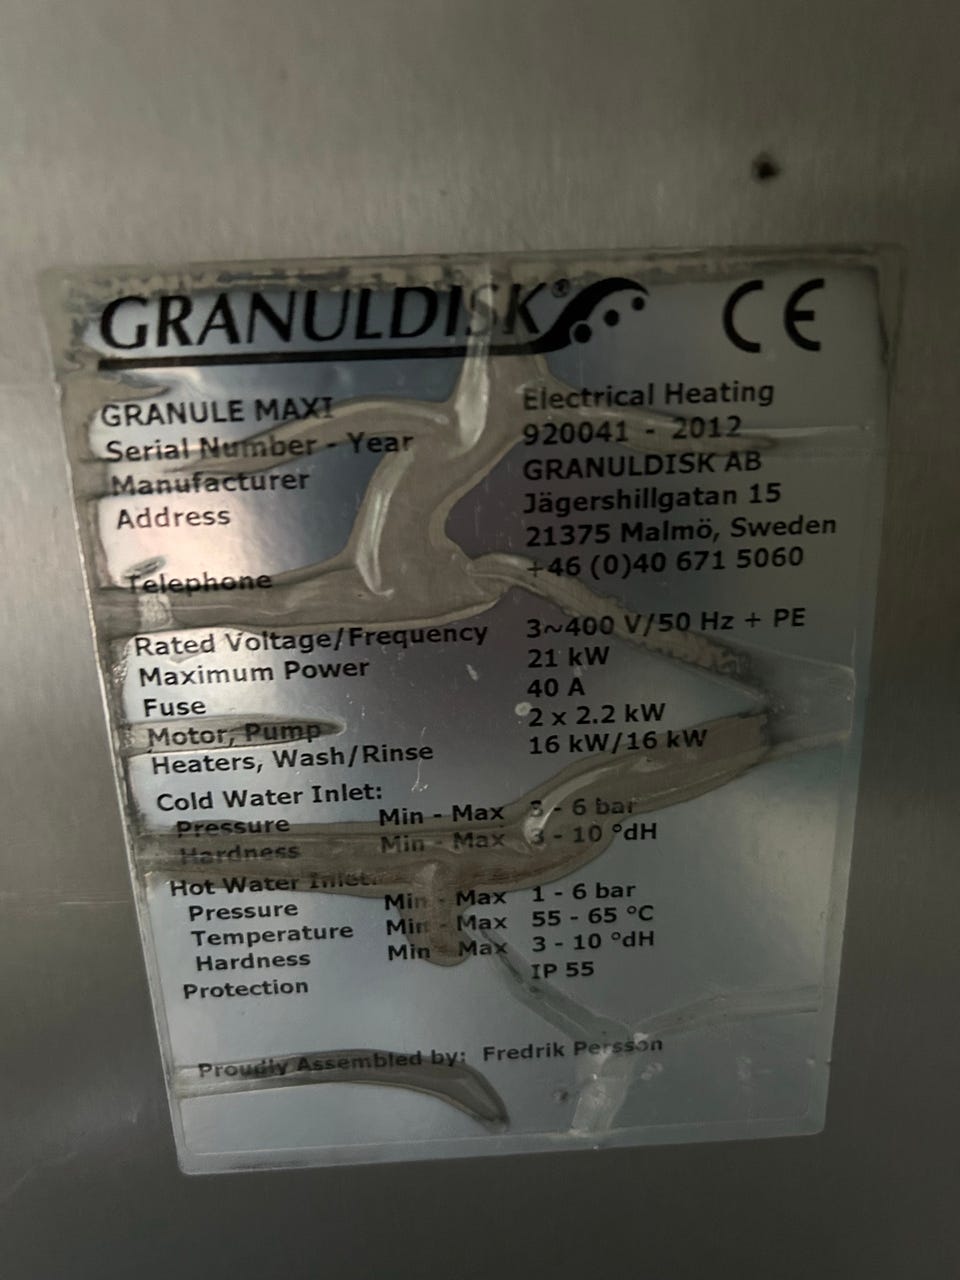 GRANULDISK® CE
GRANULE MAXI Electrical Heating
Serial Number - Year 920041 - 2012
Manufacturer GRANULDISK AB
Address Jägershillgatan 15
21375 Malmö, Sweden
Telephone +46 (0)40 671 5060
Rated Voltage/Frequency 3~400 V/50 Hz + PE
Maximum Power 21 kW
Fuse 40 A
Motor, Pump 2 x 2.2 kW
Heaters, Wash/Rinse 16 kW/16 kW
Cold Water Inlet:
Pressure Min - Max 3 - 6 bar
Hardness Min - Max 3 - 10 °dH
Hot Water Inlet:
Pressure Min - Max 1 - 6 bar
Temperature Min - Max 55 - 65 °C
Hardness Min - Max 3 - 10 °dH
Protection IP 55
Proudly Assembled by: Fredrik Persson